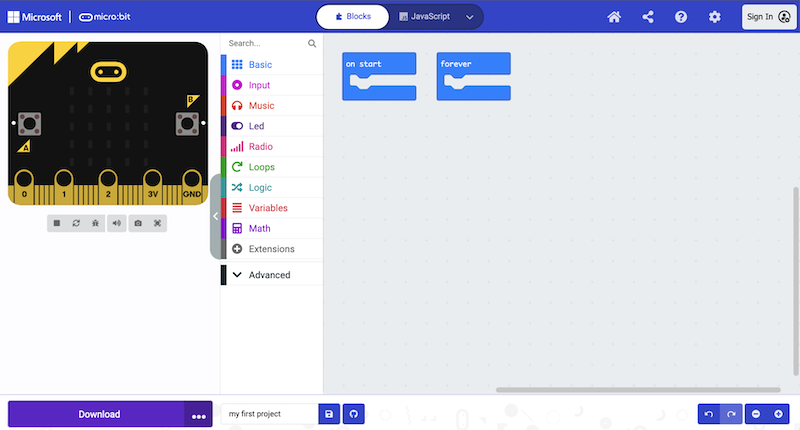 Microsoft micro:bit Blocks JavaScript Sign In
Search...
Basic
Input
Music
Led
Radio
Loops
Logic
Variables
Math
Extensions
Advanced
on start
forever
B
A
0 1 2 3V GND
Download
my first project